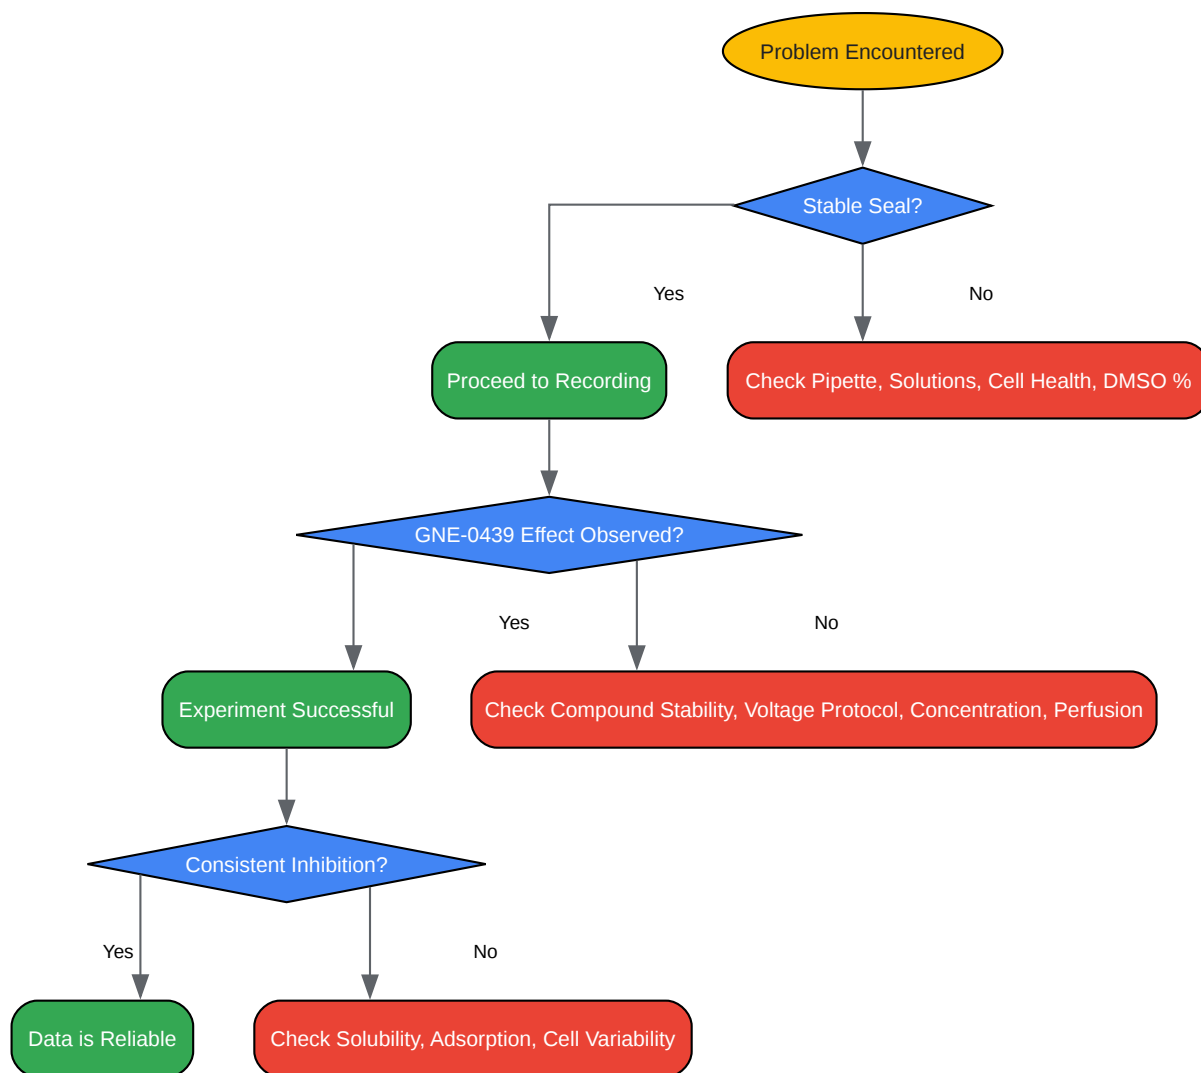 Problem Encountered
Stable Seal?
Yes
No
Proceed to Recording
Check Pipette, Solutions, Cell Health, DMSO %
GNE-0439 Effect Observed?
Yes
No
Experiment Successful
Check Compound Stability, Voltage Protocol, Concentration, Perfusion
Consistent Inhibition?
Yes
No
Data is Reliable
Check Solubility, Adsorption, Cell Variability